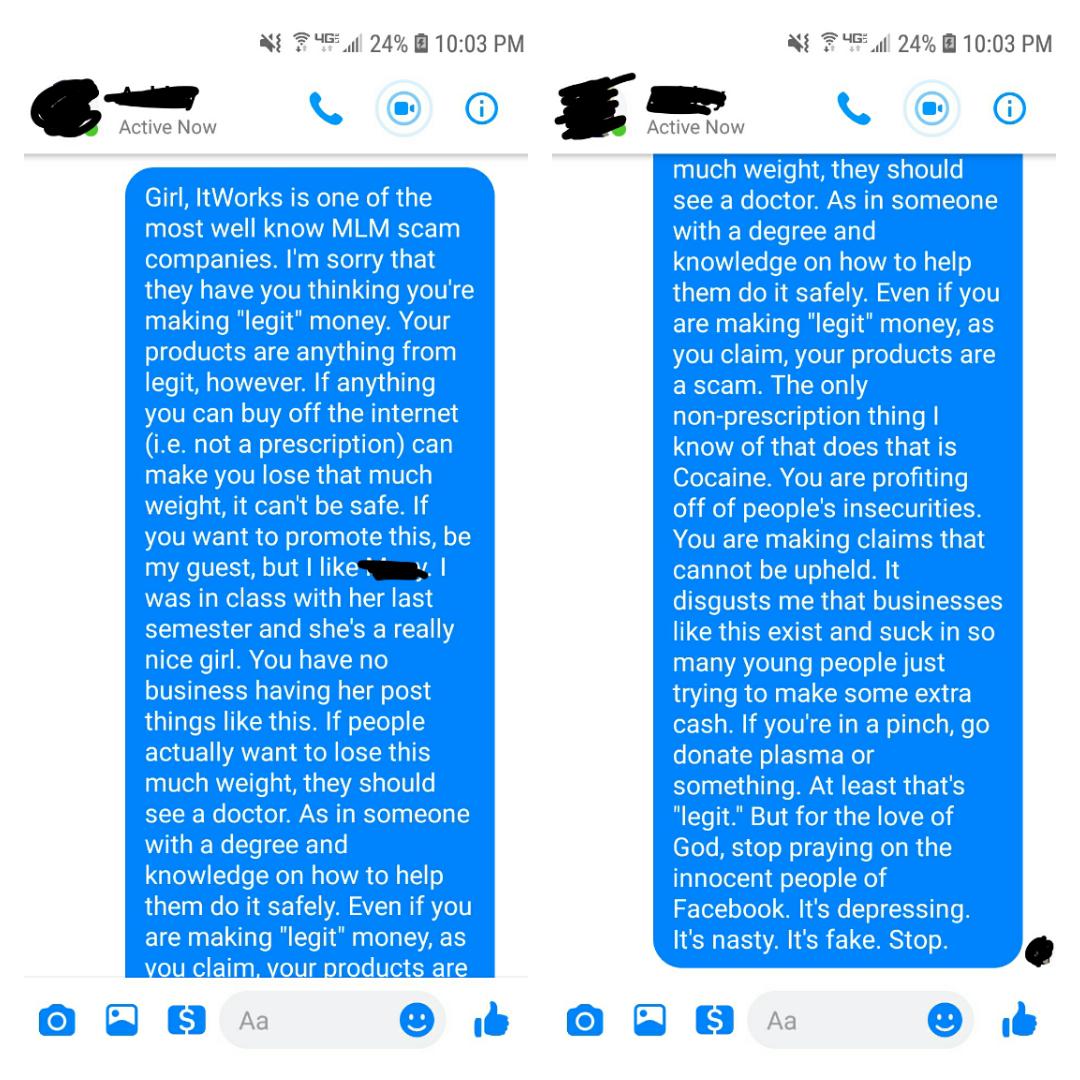 24% 10:03 PM
Active Now
Girl, ItWorks is one of the
most well know MLM scam
companies. I'm sorry that
they have you thinking you're
making "legit" money. Your
products are anything from
legit, however. If anything
you can buy off the internet
(i.e. not a prescription) can
make you lose that much
weight, it can't be safe. If
you want to promote this, be
my guest, but I like . I
was in class with her last
semester and she's a really
nice girl. You have no
business having her post
things like this. If people
actually want to lose this
much weight, they should
see a doctor. As in someone
with a degree and
knowledge on how to help
them do it safely. Even if you
are making "legit" money, as
you claim, your products are
Aa
4GE 24% 10:03 PM
Active Now
much weight, they should
see a doctor. As in someone
with a degree and
knowledge on how to help
them do it safely. Even if you
are making "legit" money, as
you claim, your products are
a scam. The only
non-prescription thing I
know of that does that is
Cocaine. You are profiting
off of people's insecurities.
You are making claims that
cannot be upheld. It
disgusts me that businesses
like this exist and suck in so
many young people just
trying to make some extra
cash. If you're in a pinch, go
donate plasma or
something. At least that's
"legit." But for the love of
God, stop praying on the
innocent people of
Facebook. It's depressing.
It's nasty. It's fake. Stop.
Aa